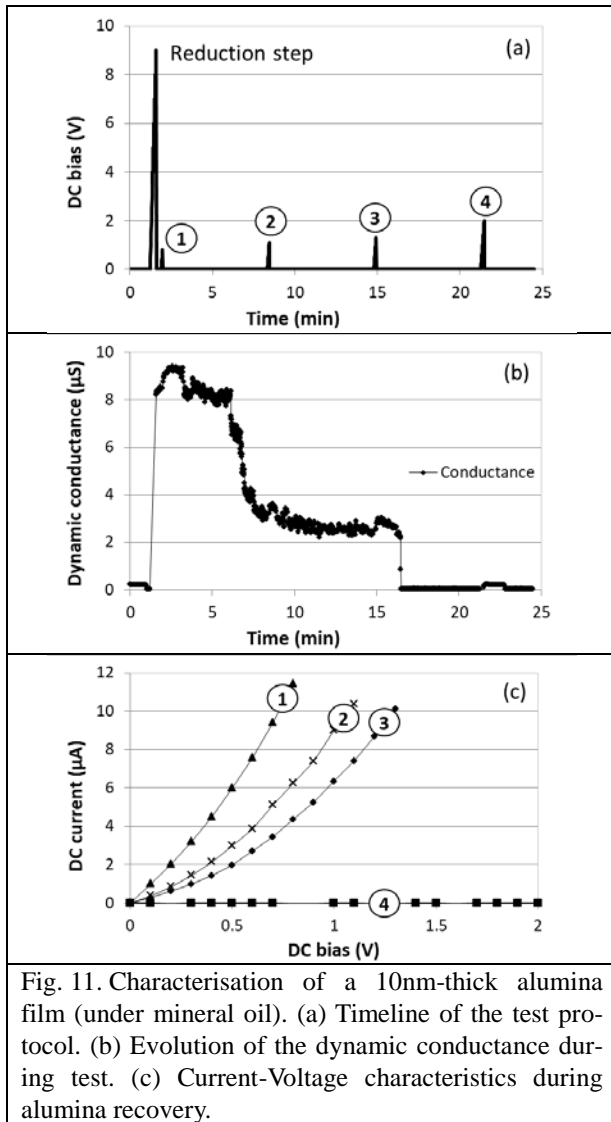 10
8
6
4
2
0
DC bias (V)
Reduction step
(a)
1
2
3
4
0 5 10 15 20 25
Time (min)
10
8
6
4
2
0
Dynamic conductance (µS)
(b)
Conductance
0 5 10 15 20 25
Time (min)
12
10
8
6
4
2
0
DC current (µA)
(c)
1
2
3
4
0 0.5 1 1.5 2
DC bias (V)
Fig. 11. Characterisation of a 10nm-thick alumina
film (under mineral oil). (a) Timeline of the test pro-
tocol. (b) Evolution of the dynamic conductance dur-
ing test. (c) Current-Voltage characteristics during
alumina recovery.